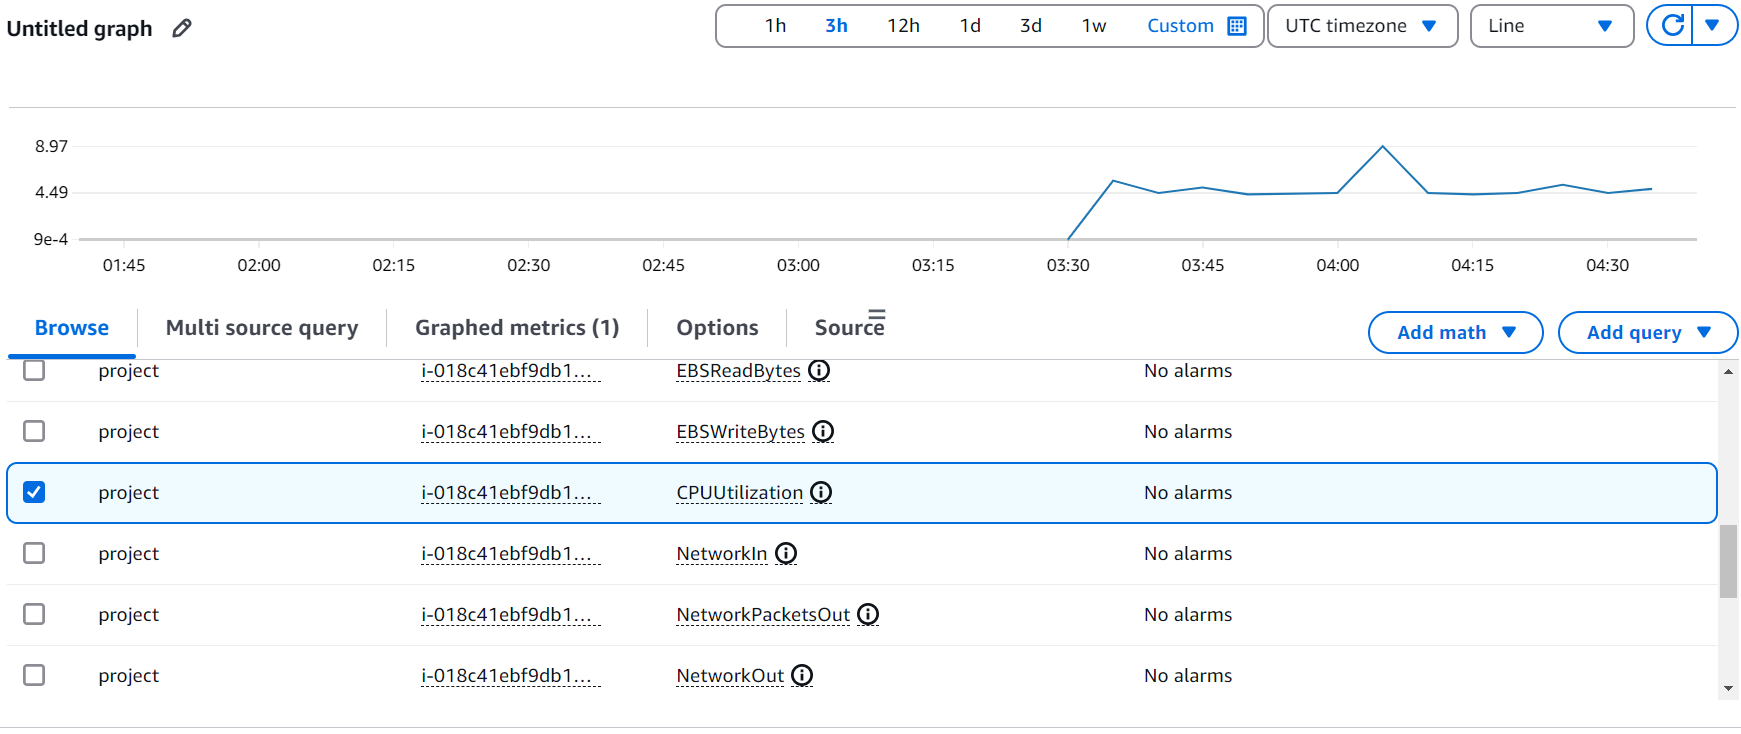 Untitled graph 1h 3h 12h 1d 3d 1w Custom UTC timezone Line
8.97
4.49
9e-4
01:45 02:00 02:15 02:30 02:45 03:00 03:15 03:30 03:45 04:00 04:15 04:30
Browse Multi source query Graphed metrics (1) Options Source Add math Add query
project i-018c41ebf9db1... EBSReadBytes No alarms
project i-018c41ebf9db1... EBSWriteBytes No alarms
project i-018c41ebf9db1... CPUUtilization No alarms
project i-018c41ebf9db1... NetworkIn No alarms
project i-018c41ebf9db1... NetworkPacketsOut No alarms
project i-018c41ebf9db1... NetworkOut No alarms